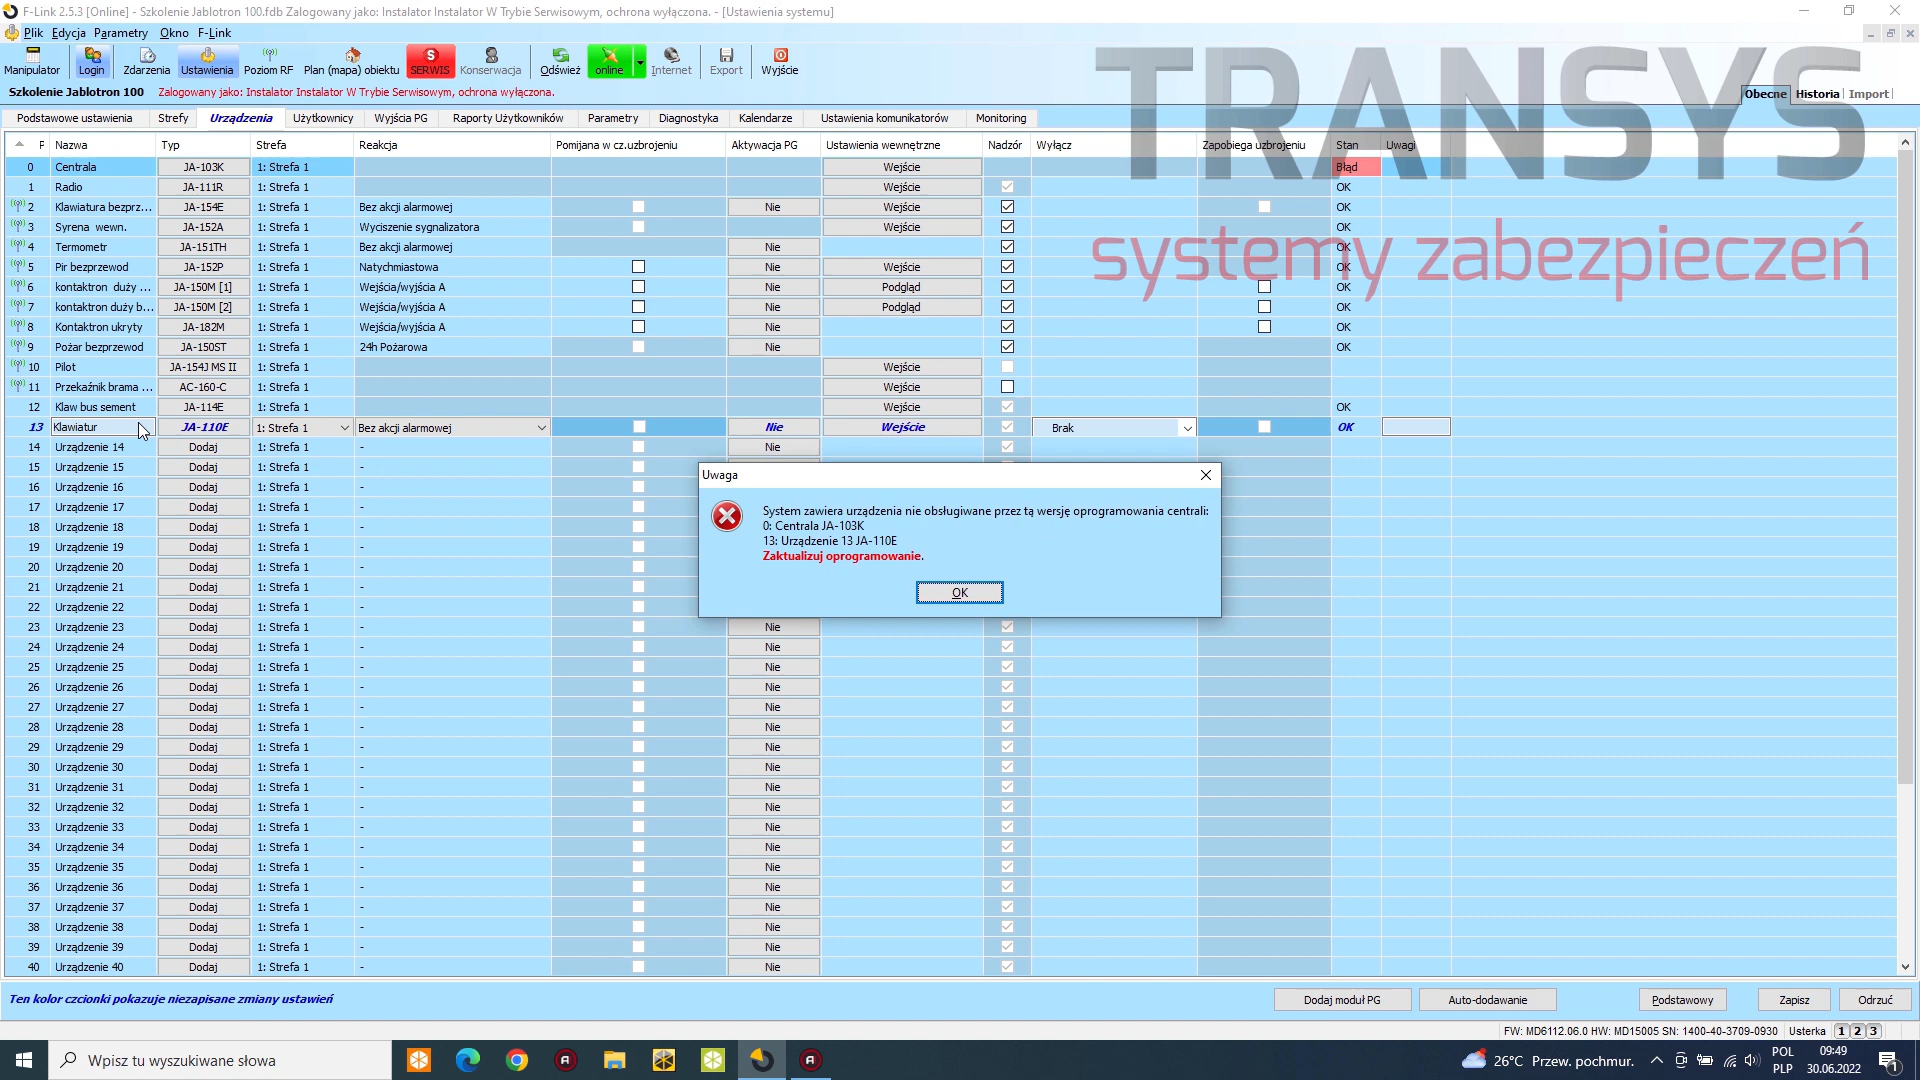 F-Link 2.5.3 [Online] - Szkolenie Jablotron 100.fdb Zalogowany jako: Instalator Instalator W Trybie Serwisowym, ochrona wyłączona. - [Ustawienia systemu]
Plik Edycja Parametry Okno F-Link
Manipulator Login Zdarzenia Ustawienia Poziom RF Plan (mapa) obiektu SERWIS Konserwacja Odśwież online Internet Export Wyjście
TRANSYS
systemy zabezpieczeń
Szkolenie Jablotron 100 Zalogowany jako: Instalator Instalator W Trybie Serwisowym, ochrona wyłączona. Obecne Historia Import
Podstawowe ustawienia Strefy Urządzenia Użytkownicy Wyjścia PG Raporty Użytkowników Parametry Diagnostyka Kalendarze Ustawienia komunikatorów Monitoring
P Nazwa Typ Strefa Reakcja Pomijana w cz.uzbrojeniu Aktywacja PG Ustawienia wewnętrzne Nadzór Wyłącz Zapobiega uzbrojeniu Stan Uwagi
0 Centrala JA-103K 1: Strefa 1 Wejście Błąd
1 Radio JA-111R 1: Strefa 1 Wejście OK
2 Klawiatura bezprz... JA-154E 1: Strefa 1 Bez akcji alarmowej Nie Wejście OK
3 Syrena wewn. JA-152A 1: Strefa 1 Wyciszenie sygnalizatora Wejście OK
4 Termometr JA-151TH 1: Strefa 1 Bez akcji alarmowej Nie OK
5 Pir bezprzewod JA-152P 1: Strefa 1 Natychmiastowa Nie Wejście OK
6 kontaktron duży ... JA-150M [1] 1: Strefa 1 Wejścia/wyjścia A Nie Podgląd OK
7 kontaktron duży b... JA-150M [2] 1: Strefa 1 Wejścia/wyjścia A Nie Podgląd OK
8 Kontaktron ukryty JA-182M 1: Strefa 1 Wejścia/wyjścia A Nie OK
9 Pożar bezprzewod JA-150ST 1: Strefa 1 24h Pożarowa Nie OK
10 Pilot JA-154J MS II 1: Strefa 1 Wejście
11 Przekaźnik brama ... AC-160-C 1: Strefa 1 Wejście
12 Klaw bus sement JA-114E 1: Strefa 1 Wejście OK
13 Klawiatur JA-110E 1: Strefa 1 Bez akcji alarmowej Nie Wejście Brak OK
14 Urządzenie 14 Dodaj 1: Strefa 1 - Nie
15 Urządzenie 15 Dodaj 1: Strefa 1 -
16 Urządzenie 16 Dodaj 1: Strefa 1 -
17 Urządzenie 17 Dodaj 1: Strefa 1 -
18 Urządzenie 18 Dodaj 1: Strefa 1 -
19 Urządzenie 19 Dodaj 1: Strefa 1 -
20 Urządzenie 20 Dodaj 1: Strefa 1 -
21 Urządzenie 21 Dodaj 1: Strefa 1 -
22 Urządzenie 22 Dodaj 1: Strefa 1 -
Uwaga
System zawiera urządzenia nie obsługiwane przez tą wersję oprogramowania centrali:
0: Centrala JA-103K
13: Urządzenie 13 JA-110E
Zaktualizuj oprogramowanie.
OK
23 Urządzenie 23 Dodaj 1: Strefa 1 - Nie
24 Urządzenie 24 Dodaj 1: Strefa 1 - Nie
25 Urządzenie 25 Dodaj 1: Strefa 1 - Nie
26 Urządzenie 26 Dodaj 1: Strefa 1 - Nie
27 Urządzenie 27 Dodaj 1: Strefa 1 - Nie
28 Urządzenie 28 Dodaj 1: Strefa 1 - Nie
29 Urządzenie 29 Dodaj 1: Strefa 1 - Nie
30 Urządzenie 30 Dodaj 1: Strefa 1 - Nie
31 Urządzenie 31 Dodaj 1: Strefa 1 - Nie
32 Urządzenie 32 Dodaj 1: Strefa 1 - Nie
33 Urządzenie 33 Dodaj 1: Strefa 1 - Nie
34 Urządzenie 34 Dodaj 1: Strefa 1 - Nie
35 Urządzenie 35 Dodaj 1: Strefa 1 - Nie
36 Urządzenie 36 Dodaj 1: Strefa 1 - Nie
37 Urządzenie 37 Dodaj 1: Strefa 1 - Nie
38 Urządzenie 38 Dodaj 1: Strefa 1 - Nie
39 Urządzenie 39 Dodaj 1: Strefa 1 - Nie
40 Urządzenie 40 Dodaj 1: Strefa 1 - Nie
Ten kolor czcionki pokazuje niezapisane zmiany ustawień Dodaj moduł PG Auto-dodawanie Podstawowy Zapisz Odrzuć
FW: MD6112.06.0 HW: MD15005 SN: 1400-40-3709-0930 Usterka 1 2 3
Wpisz tu wyszukiwane słowa 26°C Przew. pochmur. POL PLP 09:49 30.06.2022 1